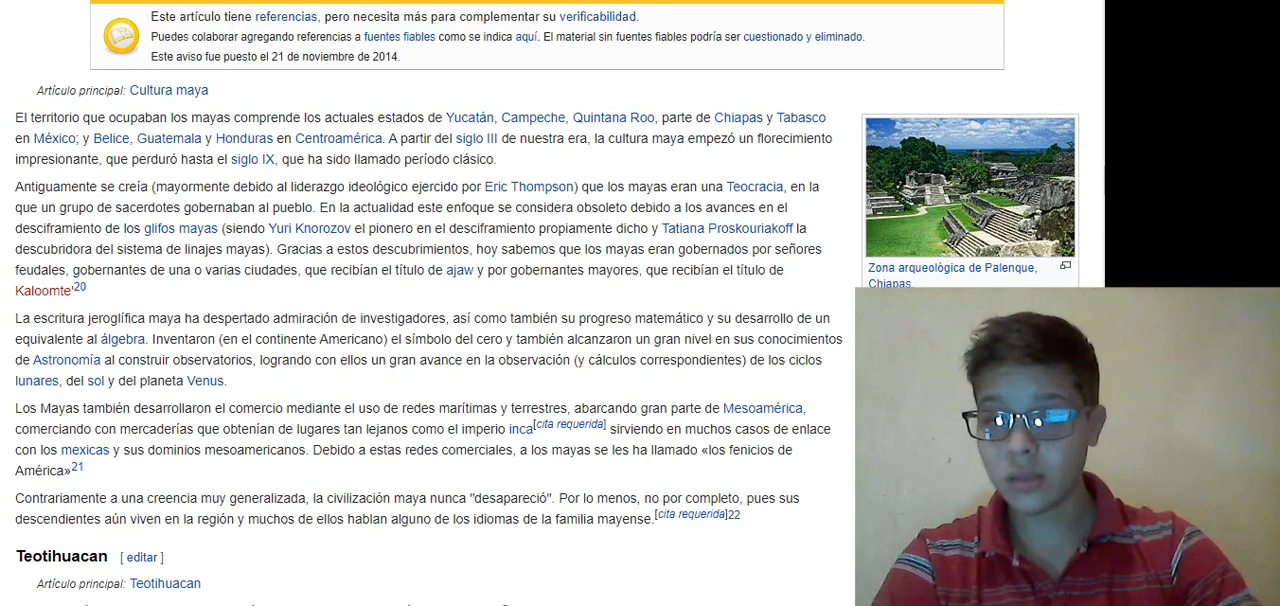 Este artículo tiene referencias, pero necesita más para complementar su verificabilidad.
Puedes colaborar agregando referencias a fuentes fiables como se indica aquí. El material sin fuentes fiables podría ser cuestionado y eliminado.
Este aviso fue puesto el 21 de noviembre de 2014.
Artículo principal: Cultura maya
El territorio que ocupaban los mayas comprende los actuales estados de Yucatán, Campeche, Quintana Roo, parte de Chiapas y Tabasco
en México; y Belice, Guatemala y Honduras en Centroamérica. A partir del siglo III de nuestra era, la cultura maya empezó un florecimiento
impresionante, que perduró hasta el siglo IX, que ha sido llamado período clásico.
Antiguamente se creía (mayormente debido al liderazgo ideológico ejercido por Eric Thompson) que los mayas eran una Teocracia, en la
que un grupo de sacerdotes gobernaban al pueblo. En la actualidad este enfoque se considera obsoleto debido a los avances en el
desciframiento de los glifos mayas (siendo Yuri Knorozov el pionero en el desciframiento propiamente dicho y Tatiana Proskouriakoff la
descubridora del sistema de linajes mayas). Gracias a estos descubrimientos, hoy sabemos que los mayas eran gobernados por señores
feudales, gobernantes de una o varias ciudades, que recibían el título de ajaw y por gobernantes mayores, que recibían el título de
Kaloomte'20
La escritura jeroglífica maya ha despertado admiración de investigadores, así como también su progreso matemático y su desarrollo de un
equivalente al álgebra. Inventaron (en el continente Americano) el símbolo del cero y también alcanzaron un gran nivel en sus conocimientos
de Astronomía al construir observatorios, logrando con ellos un gran avance en la observación (y cálculos correspondientes) de los ciclos
lunares, del sol y del planeta Venus.
Los Mayas también desarrollaron el comercio mediante el uso de redes marítimas y terrestres, abarcando gran parte de Mesoamérica,
comerciando con mercaderías que obtenían de lugares tan lejanos como el imperio inca[cita requerida] sirviendo en muchos casos de enlace
con los mexicas y sus dominios mesoamericanos. Debido a estas redes comerciales, a los mayas se les ha llamado «los fenicios de
América»21
Contrariamente a una creencia muy generalizada, la civilización maya nunca "desapareció". Por lo menos, no por completo, pues sus
descendientes aún viven en la región y muchos de ellos hablan alguno de los idiomas de la familia mayense.[cita requerida]22
Zona arqueológica de Palenque,
Chiapas
Teotihuacan [ editar ]
Artículo principal: Teotihuacan